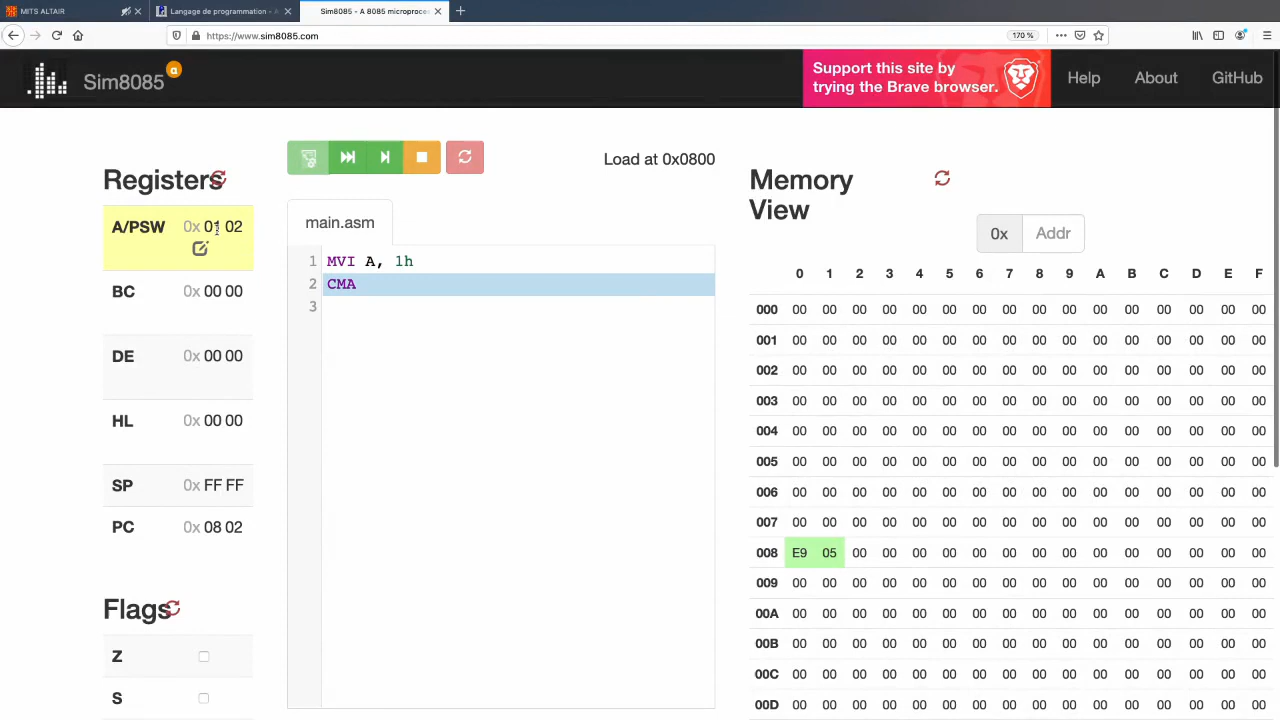 MITS ALTAIR
Langage de programmation - A
Sim8085 - A 8085 microproce
https://www.sim8085.com
170 %
Sim8085
a
Support this site by
trying the Brave browser.
Help
About
GitHub
Registers
A/PSW 0x 01 02
BC 0x 00 00
DE 0x 00 00
HL 0x 00 00
SP 0x FF FF
PC 0x 08 02
Flags
Z
S
Load at 0x0800
main.asm
1 MVI A, 1h
2 CMA
3
Memory
View
0x Addr
0 1 2 3 4 5 6 7 8 9 A B C D E F
000 00 00 00 00 00 00 00 00 00 00 00 00 00 00 00 00
001 00 00 00 00 00 00 00 00 00 00 00 00 00 00 00 00
002 00 00 00 00 00 00 00 00 00 00 00 00 00 00 00 00
003 00 00 00 00 00 00 00 00 00 00 00 00 00 00 00 00
004 00 00 00 00 00 00 00 00 00 00 00 00 00 00 00 00
005 00 00 00 00 00 00 00 00 00 00 00 00 00 00 00 00
006 00 00 00 00 00 00 00 00 00 00 00 00 00 00 00 00
007 00 00 00 00 00 00 00 00 00 00 00 00 00 00 00 00
008 E9 05 00 00 00 00 00 00 00 00 00 00 00 00 00 00
009 00 00 00 00 00 00 00 00 00 00 00 00 00 00 00 00
00A 00 00 00 00 00 00 00 00 00 00 00 00 00 00 00 00
00B 00 00 00 00 00 00 00 00 00 00 00 00 00 00 00 00
00C 00 00 00 00 00 00 00 00 00 00 00 00 00 00 00 00
00D 00 00 00 00 00 00 00 00 00 00 00 00 00 00 00 00